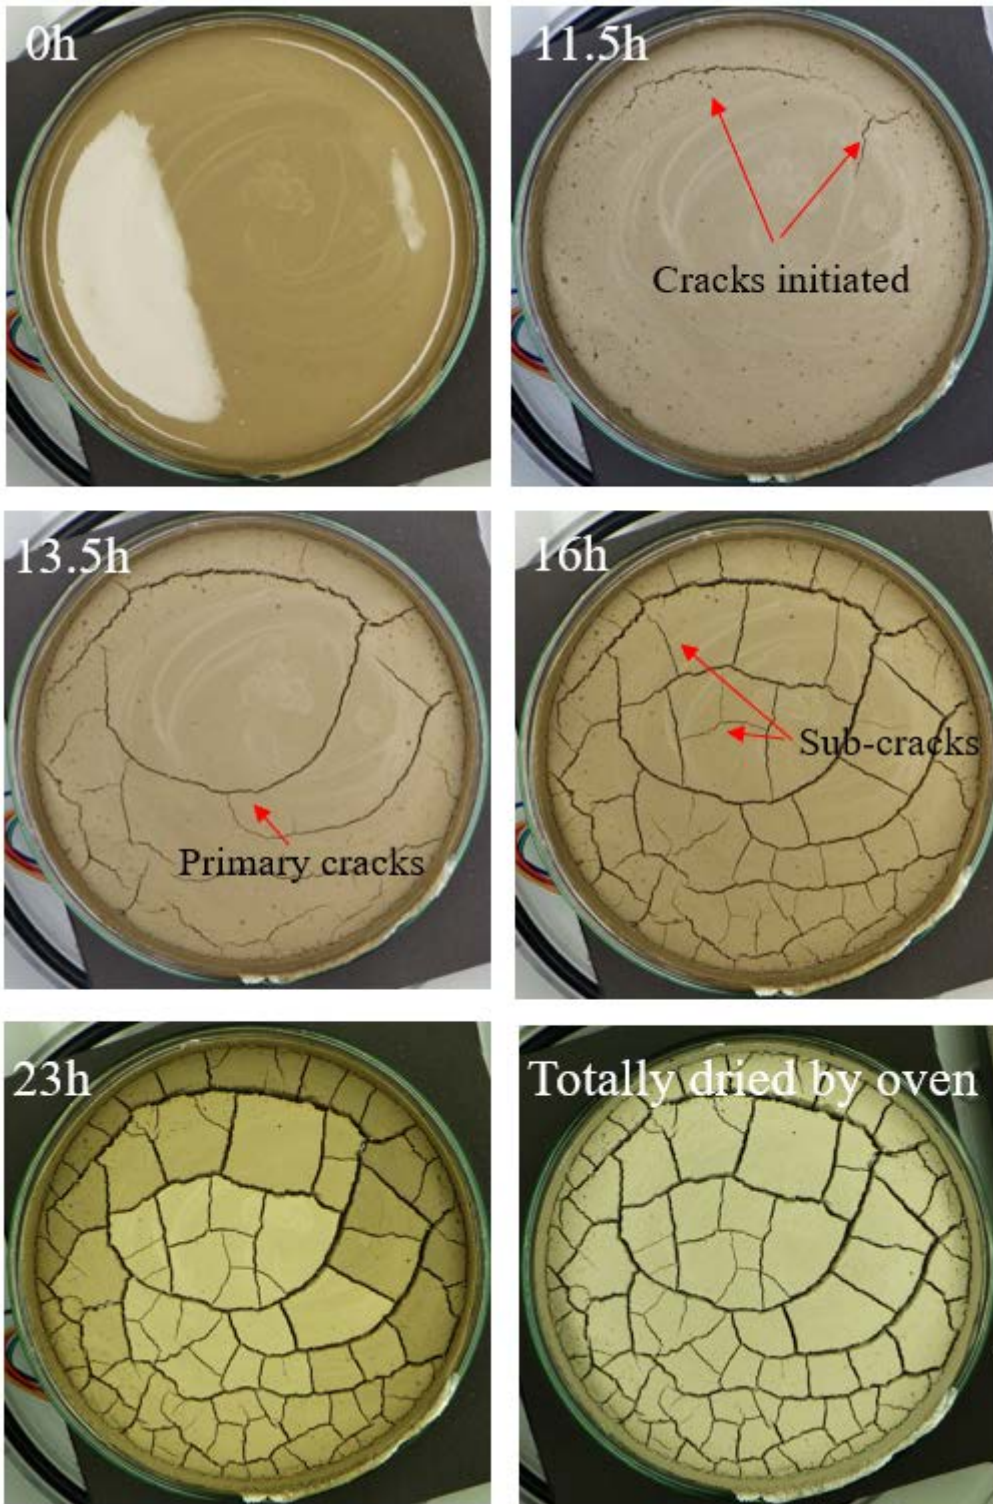 0h
11.5h
Cracks initiated
13.5h
Primary cracks
16h
Sub-cracks
23h
Totally dried by oven